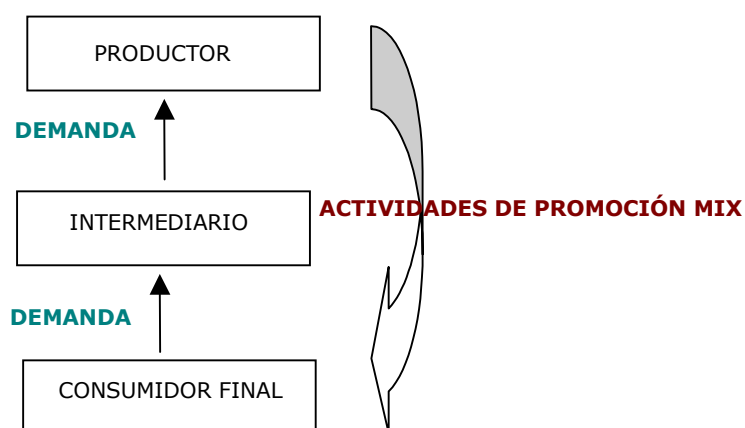 PRODUCTOR
DEMANDA
INTERMEDIARIO
ACTIVIDADES DE PROMOCIÓN MIX
DEMANDA
CONSUMIDOR FINAL